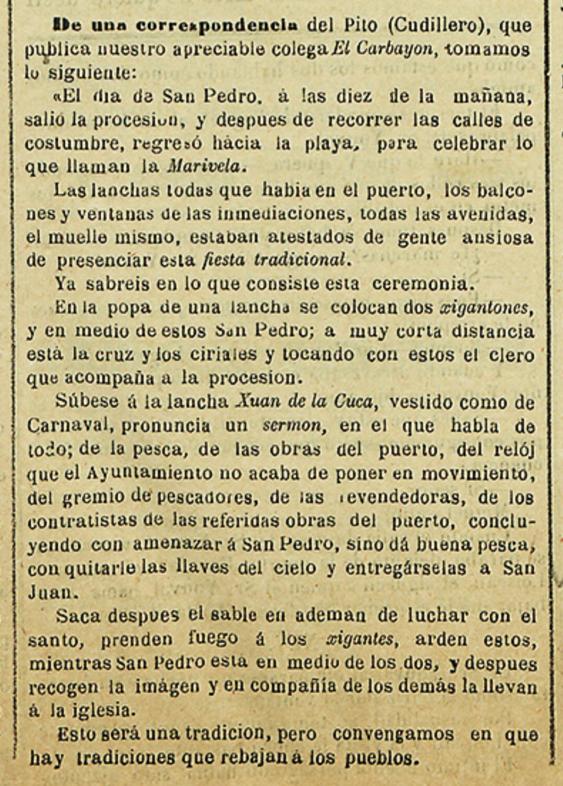 De una correspondencia del Pito (Cudillero), que
publica nuestro apreciable colega El Carbayon, tomamos
lo siguiente:
«El dia de San Pedro, á las diez de la mañana,
salió la procesion, y despues de recorrer las calles de
costumbre, regresó hácia la playa, para celebrar lo
que llaman la Marivela.
Las lanchas todas que habia en el puerto, los balco-
nes y ventanas de las inmediaciones, todas las avenidas,
el muelle mismo, estaban atestados de gente ansiosa
de presenciar esta fiesta tradicional.
Ya sabreis en lo que consiste esta ceremonia.
En la popa de una lancha se colocan dos xigantones,
y en medio de estos San Pedro; a muy corta distancia
está la cruz y los ciriales y tocando con estos el clero
que acompaña a la procesion.
Súbese á la lancha Xuan de la Cuca, vestido como de
Carnaval, pronuncia un sermon, en el que habla de
todo; de la pesca, de las obras del puerto, del relój
que el Ayuntamiento no acaba de poner en movimiento,
del gremio de pescadores, de las revendedoras, de los
contratistas de las referidas obras del puerto, conclu-
yendo con amenazar á San Pedro, sino dá buena pesca,
con quitarle las llaves del cielo y entregárselas a San
Juan.
Saca despues el sable en ademan de luchar con el
santo, prenden fuego á los xigantes, arden estos,
mientras San Pedro esta en medio de los dos, y despues
recogen la imágen y en compañía de los demás la llevan
á la iglesia.
Esto será una tradicion, pero convengamos en que
hay tradiciones que rebajan á los pueblos.